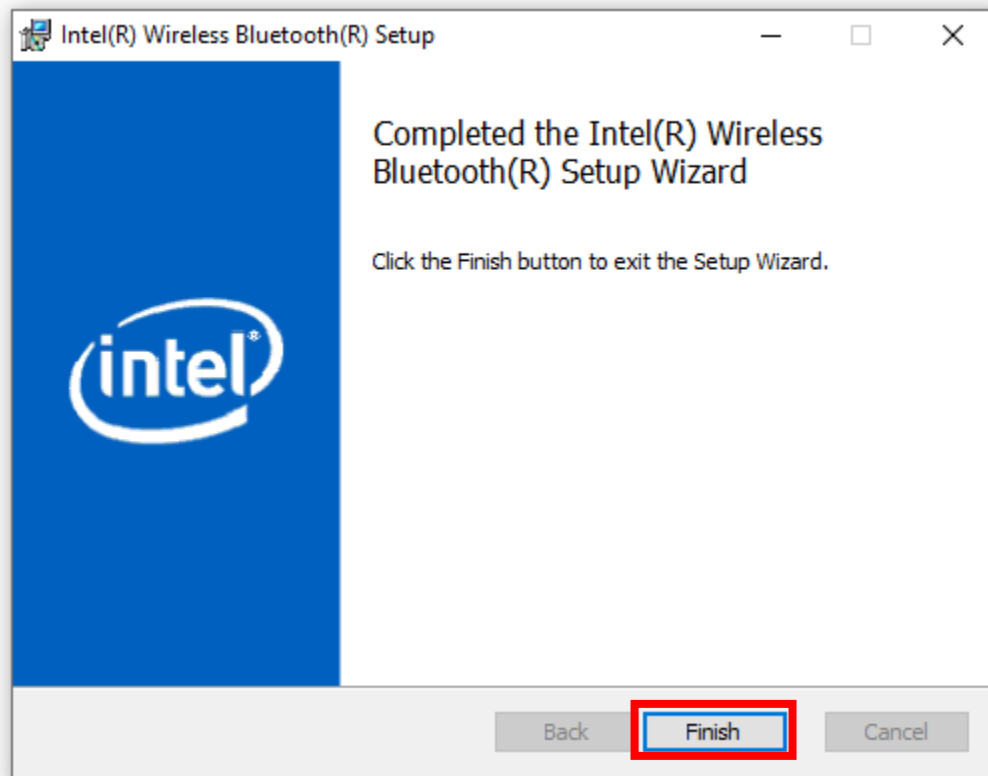 Intel(R) Wireless Bluetooth(R) Setup
Completed the Intel(R) Wireless
Bluetooth(R) Setup Wizard
Click the Finish button to exit the Setup Wizard.
intel®
Back Finish Cancel